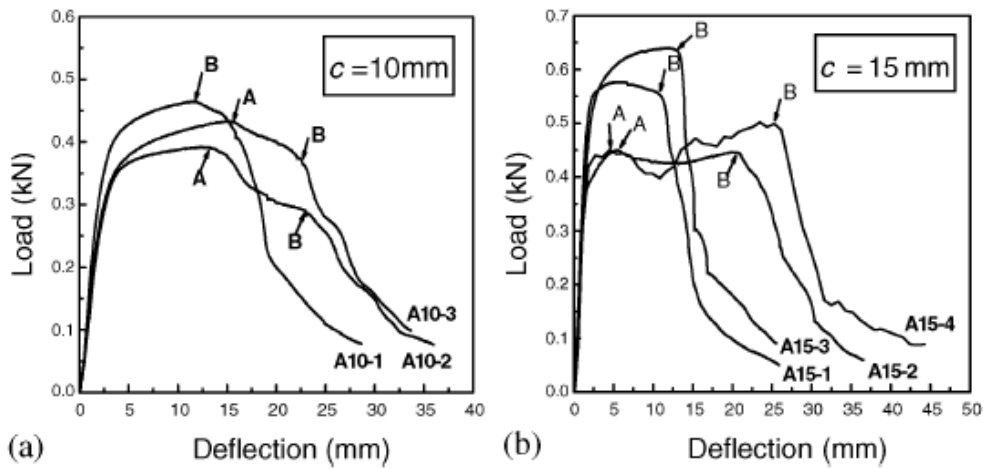 0.6
0.5
0.4
0.3
0.2
0.1
0.0
Load (kN)
c = 10mm
B
A
B
A
B
A10-3
A10-1
A10-2
0 5 10 15 20 25 30 35 40
(a)
Deflection (mm)
0.7
0.6
0.5
0.4
0.3
0.2
0.1
0.0
Load (kN)
c = 15 mm
B
B
B
A
A
B
A15-4
A15-3
A15-2
A15-1
0 5 10 15 20 25 30 35 40 45 50
(b)
Deflection (mm)